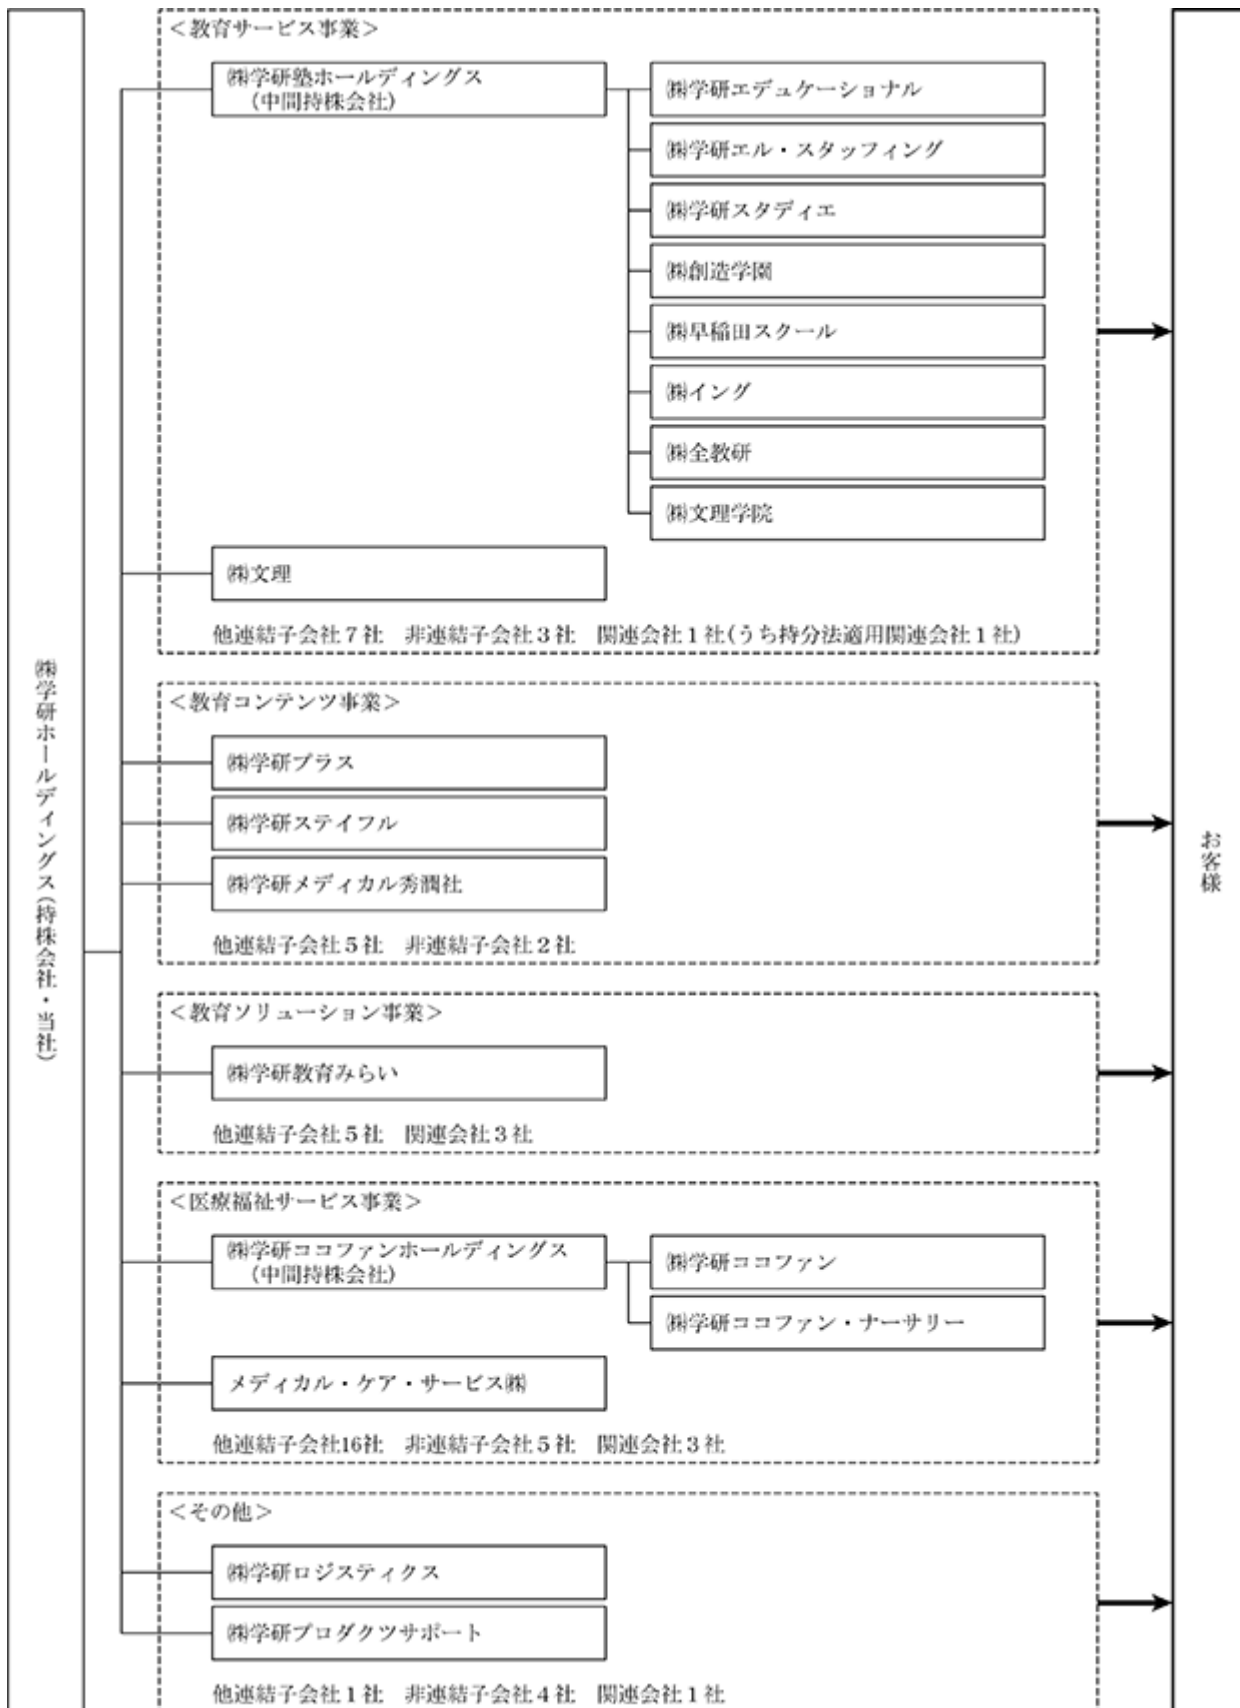 ㈱学研ホールディングス(持株会社・当社)
＜教育サービス事業＞
㈱学研塾ホールディングス
(中間持株会社)
㈱学研エデュケーショナル
㈱学研エル・スタッフィング
㈱学研スタディエ
㈱創造学園
㈱早稲田スクール
㈱イング
㈱全教研
㈱文理学院
㈱文理
他連結子会社７社　非連結子会社３社　関連会社１社(うち持分法適用関連会社１社)
＜教育コンテンツ事業＞
㈱学研プラス
㈱学研ステイフル
㈱学研メディカル秀潤社
他連結子会社５社　非連結子会社２社
＜教育ソリューション事業＞
㈱学研教育みらい
他連結子会社５社　関連会社３社
＜医療福祉サービス事業＞
㈱学研ココファンホールディングス
(中間持株会社)
㈱学研ココファン
㈱学研ココファン・ナーサリー
メディカル・ケア・サービス㈱
他連結子会社16社　非連結子会社５社　関連会社３社
＜その他＞
㈱学研ロジスティクス
㈱学研プロダクツサポート
他連結子会社１社　非連結子会社４社　関連会社１社
お客様